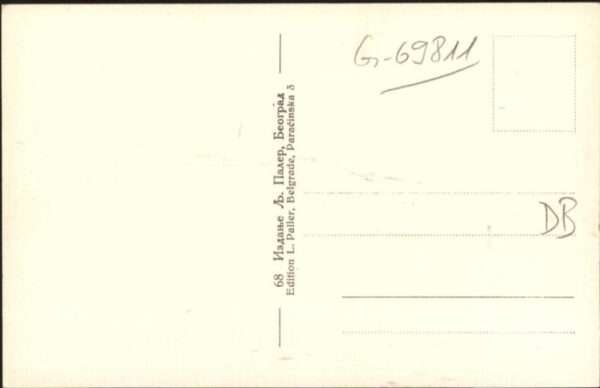 G-69811
68 Издање Љ. Палер, Београд
Edition L. Paller, Belgrade, Paraćinska 5
DB